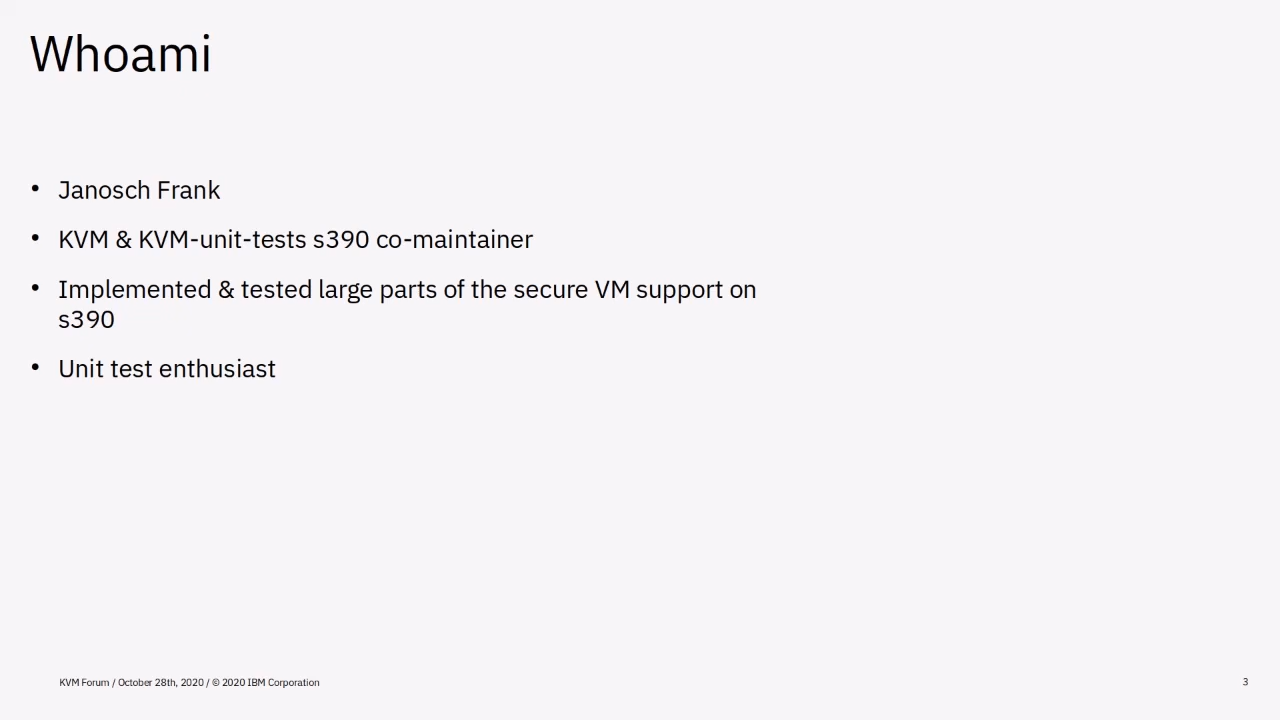 Whoami
• Janosch Frank
• KVM & KVM-unit-tests s390 co-maintainer
• Implemented & tested large parts of the secure VM support on
s390
• Unit test enthusiast
KVM Forum / October 28th, 2020 / © 2020 IBM Corporation
3